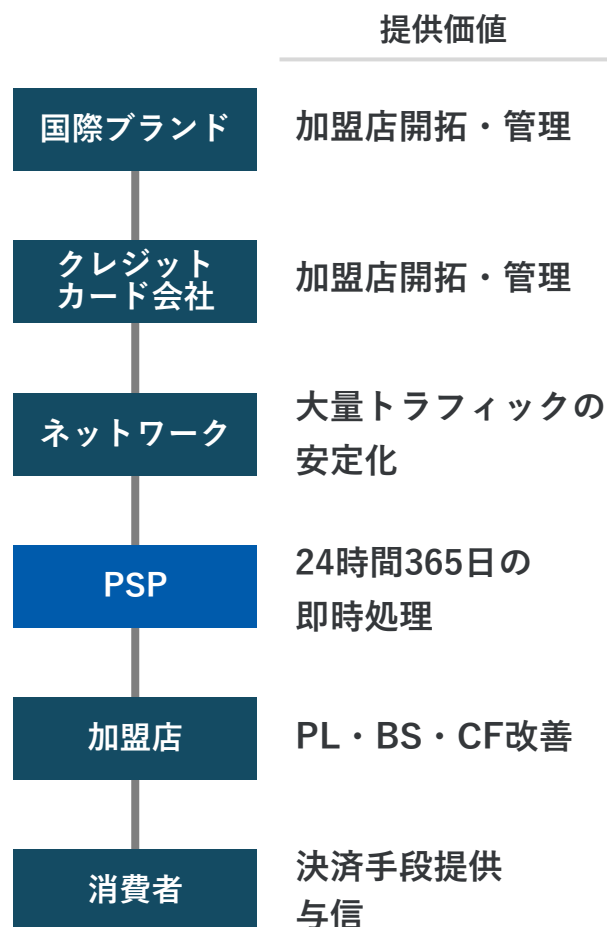 提供価値
国際ブランド
加盟店開拓・管理
クレジット
カード会社
加盟店開拓・管理
ネットワーク
大量トラフィックの
安定化
PSP
24時間365日の
即時処理
加盟店
PL・BS・CF改善
消費者
決済手段提供
与信